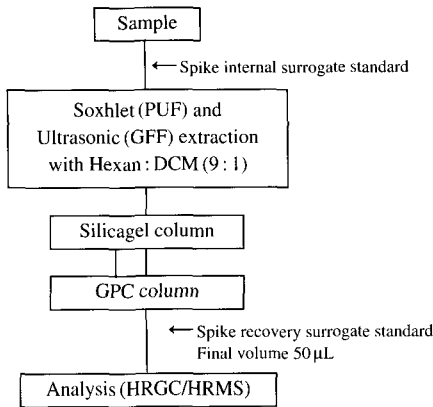 Sample
← Spike internal surrogate standard
Soxhlet (PUF) and
Ultrasonic (GFF) extraction
with Hexan : DCM (9 : 1)
Silicagel column
GPC column
← Spike recovery surrogate standard
Final volume 50 μL
Analysis (HRGC/HRMS)